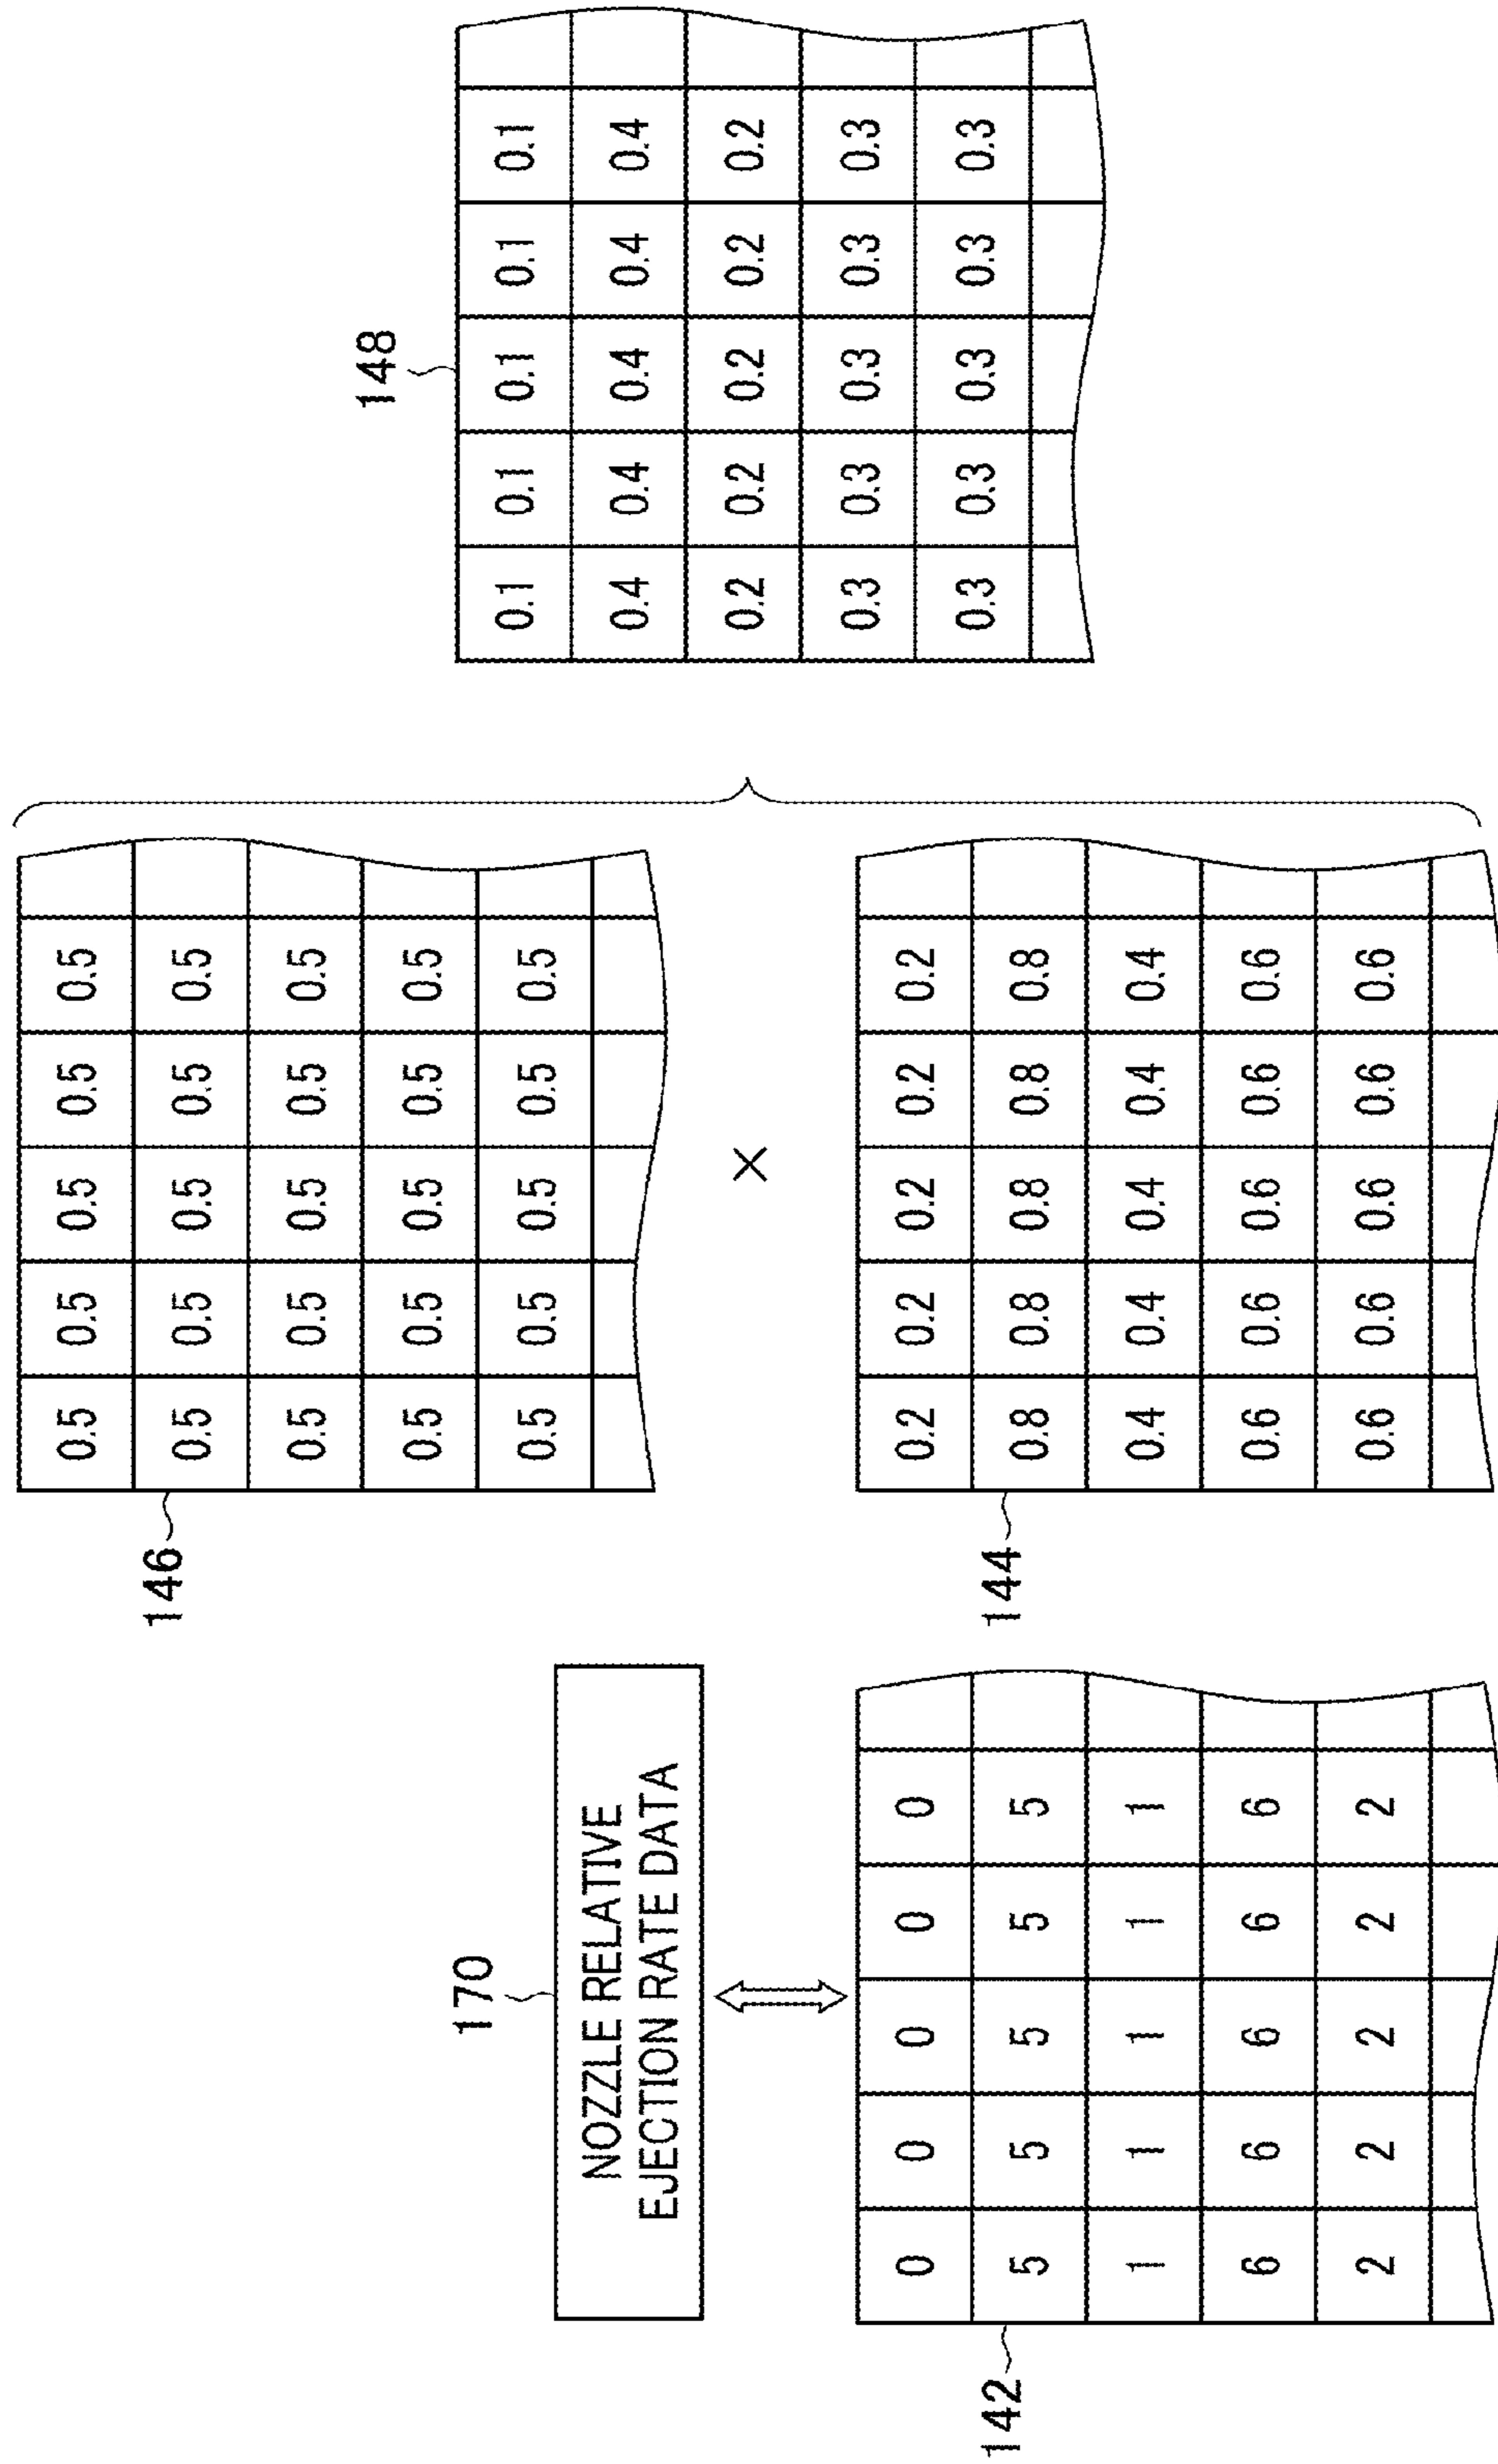 170
NOZZLE RELATIVE
EJECTION RATE DATA
142
0 0 0 0 0
5 5 5 5 5
1 1 1 1 1
6 6 6 6 6
2 2 2 2 2
146
0.5 0.5 0.5 0.5 0.5
0.5 0.5 0.5 0.5 0.5
0.5 0.5 0.5 0.5 0.5
0.5 0.5 0.5 0.5 0.5
0.5 0.5 0.5 0.5 0.5
×
144
0.2 0.2 0.2 0.2 0.2
0.8 0.8 0.8 0.8 0.8
0.4 0.4 0.4 0.4 0.4
0.6 0.6 0.6 0.6 0.6
0.6 0.6 0.6 0.6 0.6
148
0.1 0.1 0.1 0.1 0.1
0.4 0.4 0.4 0.4 0.4
0.2 0.2 0.2 0.2 0.2
0.3 0.3 0.3 0.3 0.3
0.3 0.3 0.3 0.3 0.3